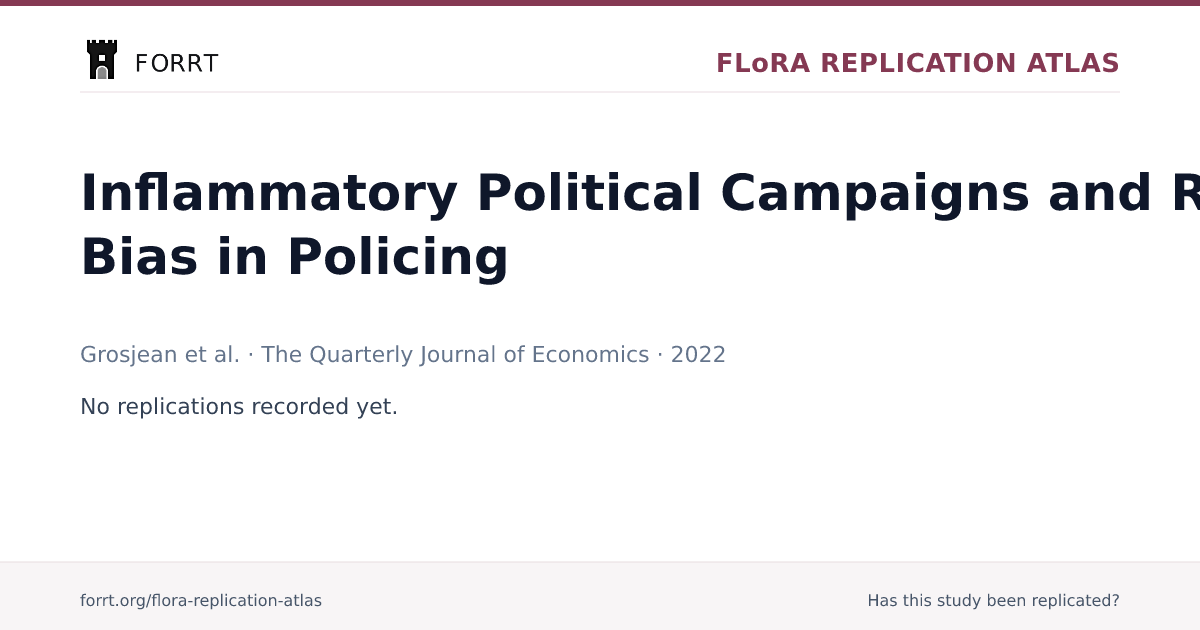 FORRT
FLoRA REPLICATION ATLAS
Inflammatory Political Campaigns and
Bias in Policing
Grosjean et al. · The Quarterly Journal of Economics · 2022
No replications recorded yet.
forrt.org/flora-replication-atlas
Has this study been replicated?